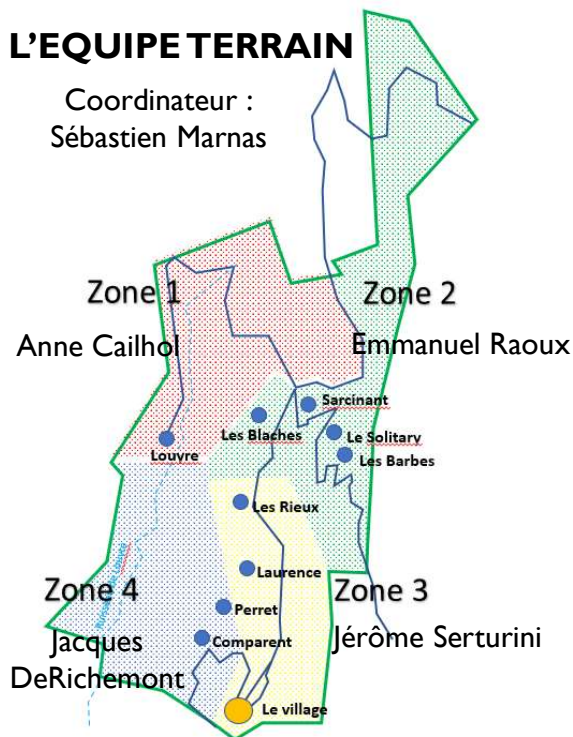 L'EQUIPE TERRAIN
Coordinateur :
Sébastien Marnas
Zone 1
Zone 2
Anne Cailhol
Emmanuel Raoux
Sarcinant
Les Blaches
Le Solitary
Louvre
Les Barbes
Les Rieux
Laurence
Zone 4
Zone 3
Perret
Jacques
Jérôme Serturini
Comparent
DeRichemont
Le village